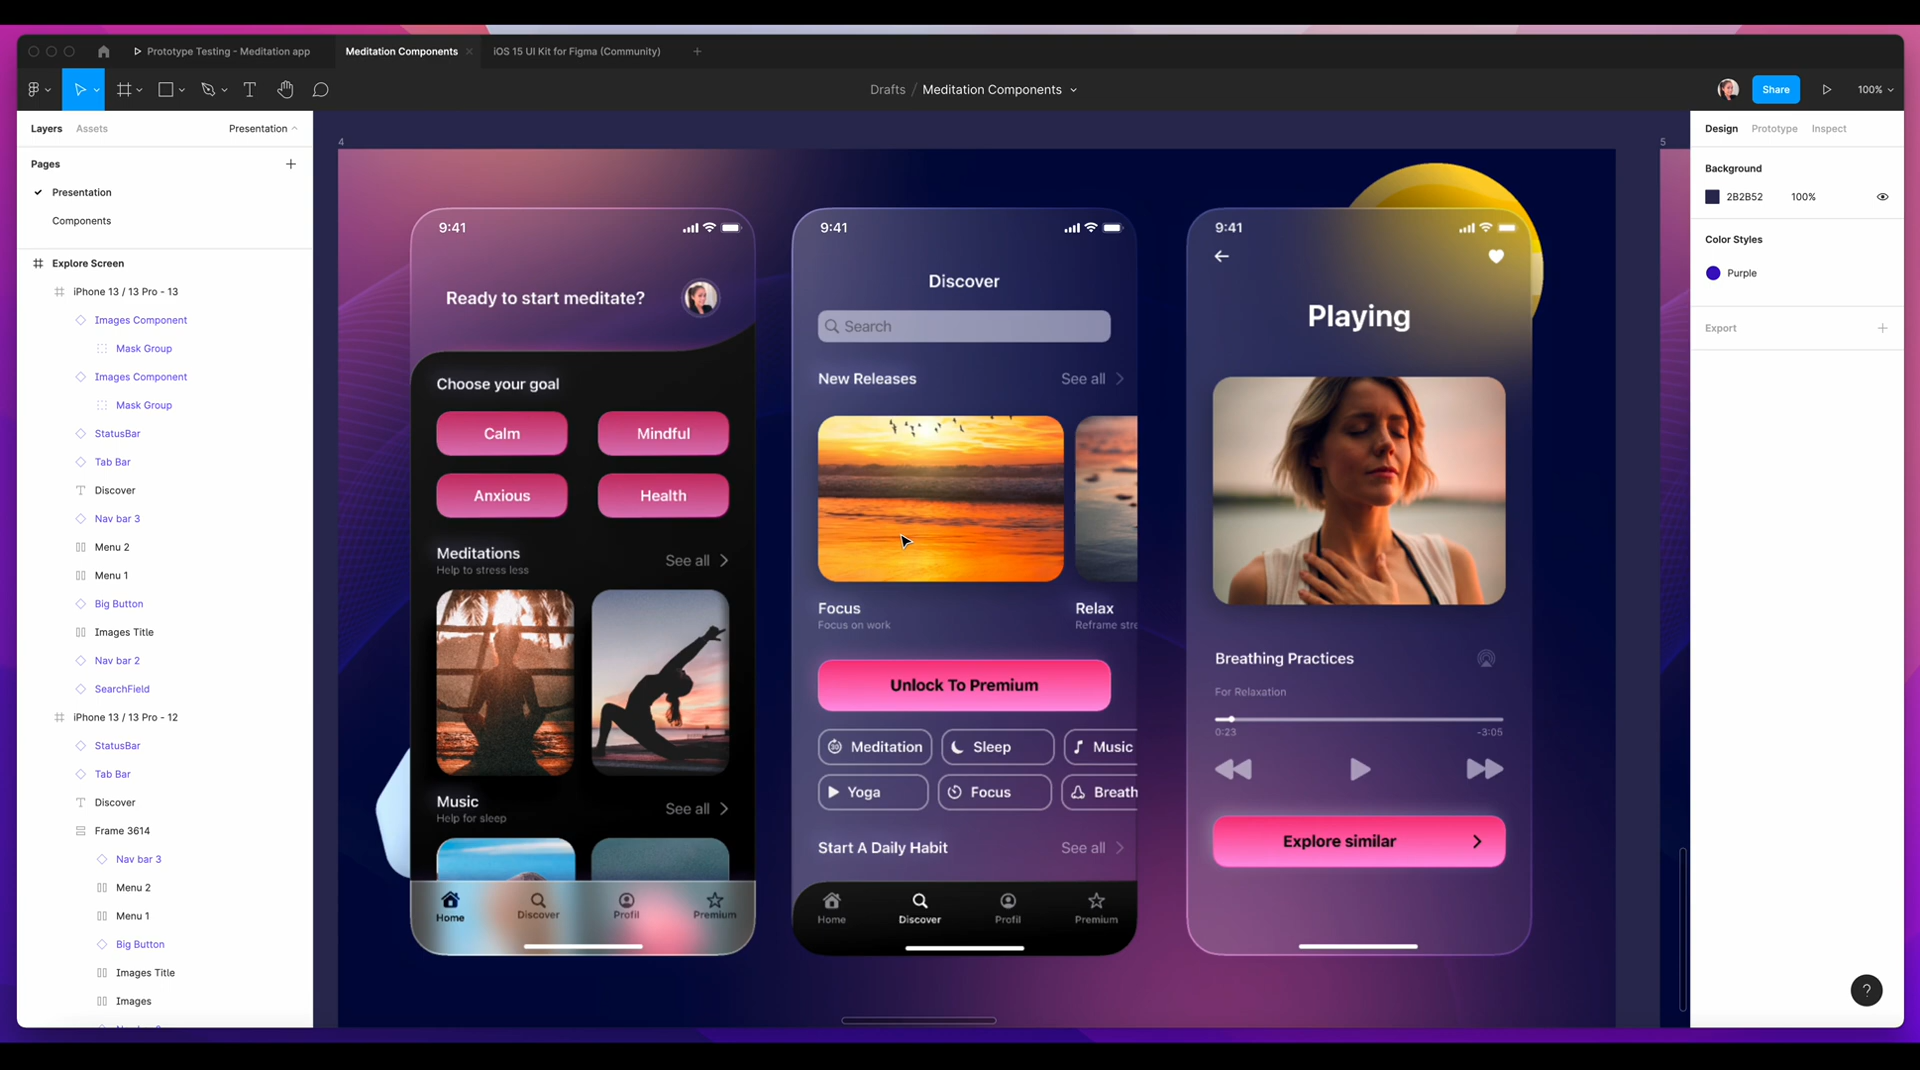 Prototype Testing - Meditation app
Meditation Components
iOS 15 UI Kit for Figma (Community)
Drafts / Meditation Components
Share
100%
Layers
Assets
Presentation
Pages
Presentation
Components
Explore Screen
iPhone 13 / 13 Pro - 13
Images Component
Mask Group
Images Component
Mask Group
StatusBar
Tab Bar
Discover
Nav bar 3
Menu 2
Menu 1
Big Button
Images Title
Nav bar 2
SearchField
iPhone 13 / 13 Pro - 12
StatusBar
Tab Bar
Discover
Frame 3614
Nav bar 3
Menu 2
Menu 1
Big Button
Images Title
Images
4
9:41
Ready to start meditate?
Choose your goal
Calm
Mindful
Anxious
Health
Meditations
Help to stress less
See all
Music
Help for sleep
See all
Home
Discover
Profil
Premium
9:41
Discover
Search
New Releases
See all
Focus
Focus on work
Relax
Reframe stre
Unlock To Premium
Meditation
Sleep
Music
Yoga
Focus
Breath
Start A Daily Habit
See all
Home
Discover
Profil
Premium
9:41
Playing
Breathing Practices
For Relaxation
0:23
-3:05
Explore similar
5
Design
Prototype
Inspect
Background
2B2B52
100%
Color Styles
Purple
Export
?